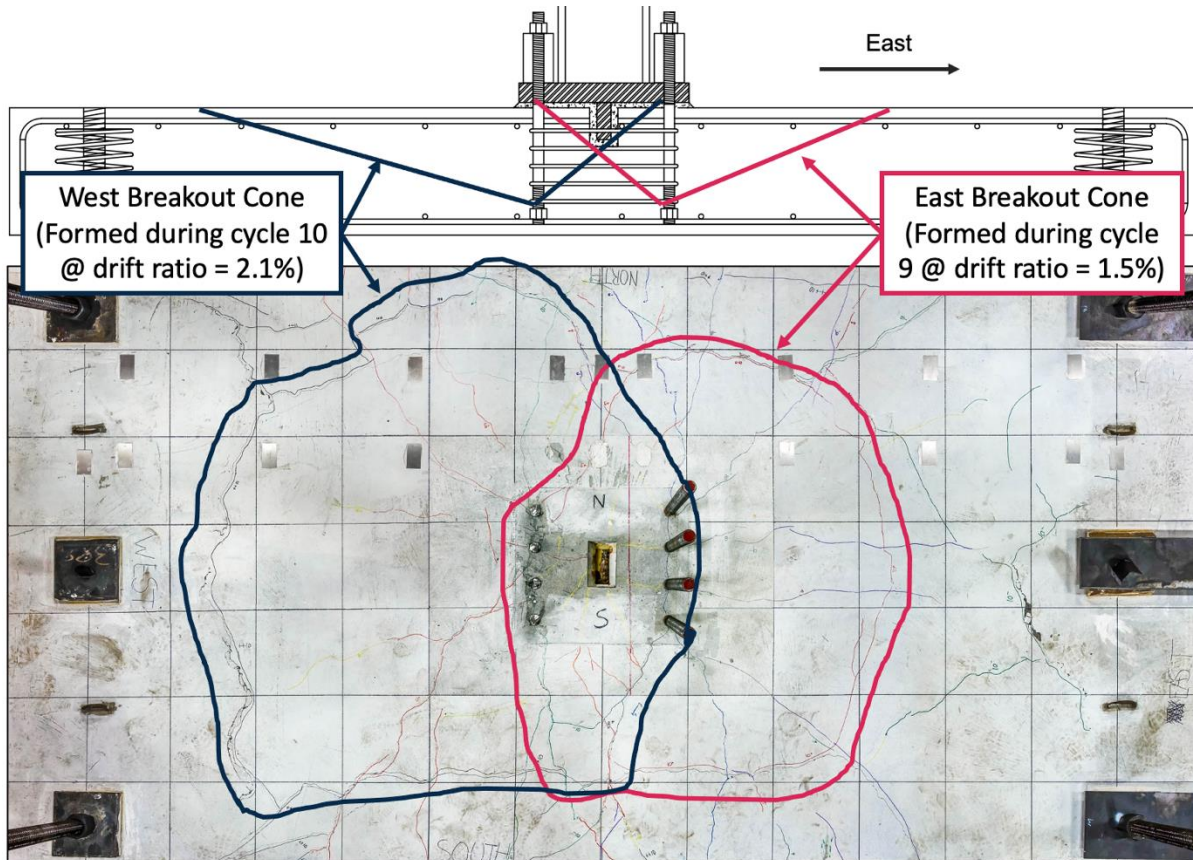 East
West Breakout Cone
(Formed during cycle 10
@ drift ratio = 2.1%)
East Breakout Cone
(Formed during cycle
9 @ drift ratio = 1.5%)
NORTH
N
WEST
S
SOUTH